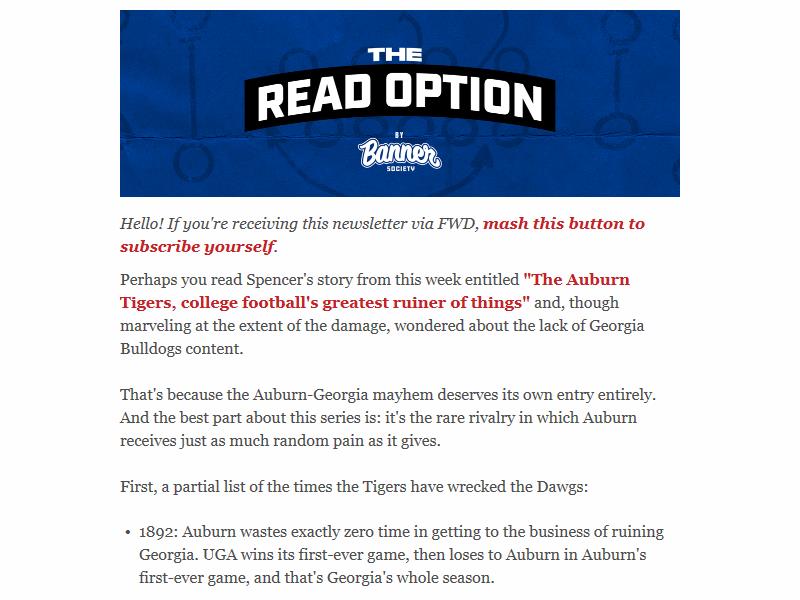 THE
READ OPTION
BY
Banner
SOCIETY
Hello! If you're receiving this newsletter via FWD, mash this button to
subscribe yourself.
Perhaps you read Spencer's story from this week entitled "The Auburn
Tigers, college football's greatest ruiner of things" and, though
marveling at the extent of the damage, wondered about the lack of Georgia
Bulldogs content.
That's because the Auburn-Georgia mayhem deserves its own entry entirely.
And the best part about this series is: it's the rare rivalry in which Auburn
receives just as much random pain as it gives.
First, a partial list of the times the Tigers have wrecked the Dawgs:
• 1892: Auburn wastes exactly zero time in getting to the business of ruining
Georgia. UGA wins its first-ever game, then loses to Auburn in Auburn's
first-ever game, and that's Georgia's whole season.